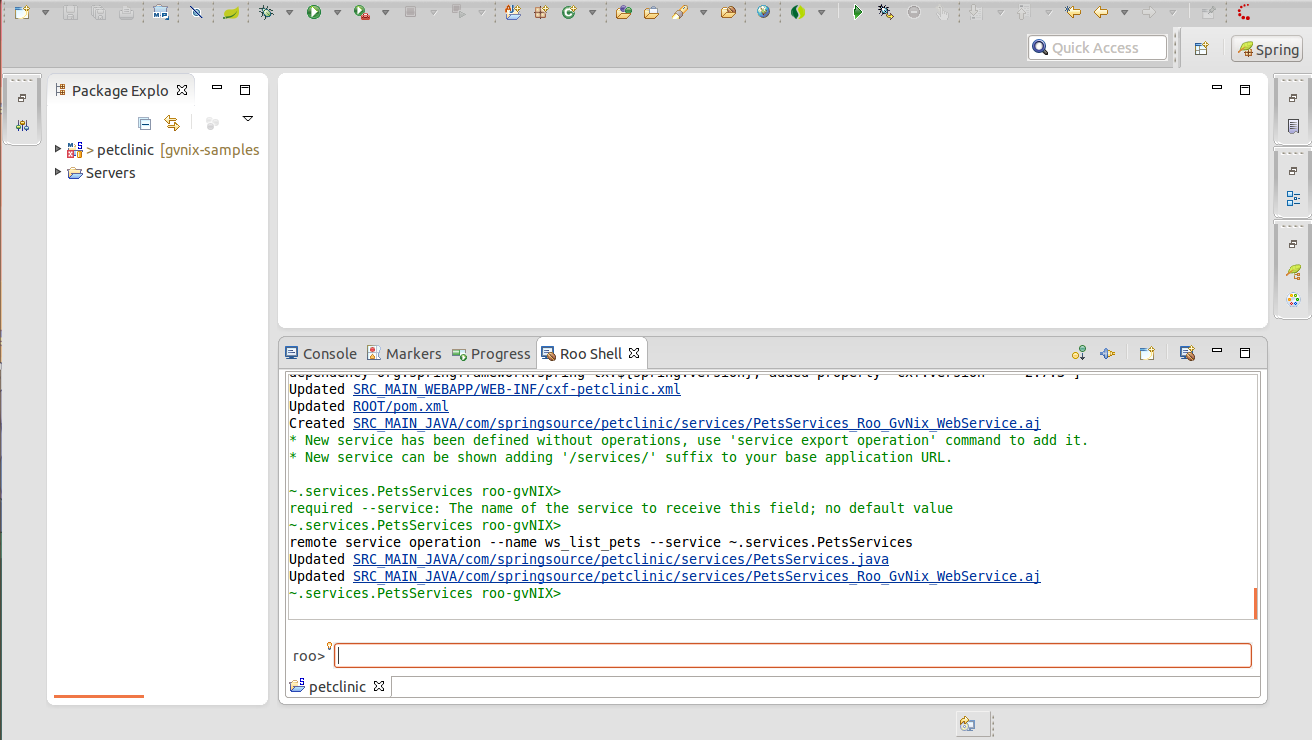 Quick Access
Spring
Package Explo
> petclinic [gvnix-samples
Servers
Console
Markers
Progress
Roo Shell
Updated SRC_MAIN_WEBAPP/WEB-INF/cxf-petclinic.xml
Updated ROOT/pom.xml
Created SRC_MAIN_JAVA/com/springsource/petclinic/services/PetsServices_Roo_GvNix_WebService.aj
* New service has been defined without operations, use 'service export operation' command to add it.
* New service can be shown adding '/services/' suffix to your base application URL.
~.services.PetsServices roo-gvNIX>
required --service: The name of the service to receive this field; no default value
~.services.PetsServices roo-gvNIX>
remote service operation --name ws_list_pets --service ~.services.PetsServices
Updated SRC_MAIN_JAVA/com/springsource/petclinic/services/PetsServices.java
Updated SRC_MAIN_JAVA/com/springsource/petclinic/services/PetsServices_Roo_GvNix_WebService.aj
~.services.PetsServices roo-gvNIX>
roo>
petclinic